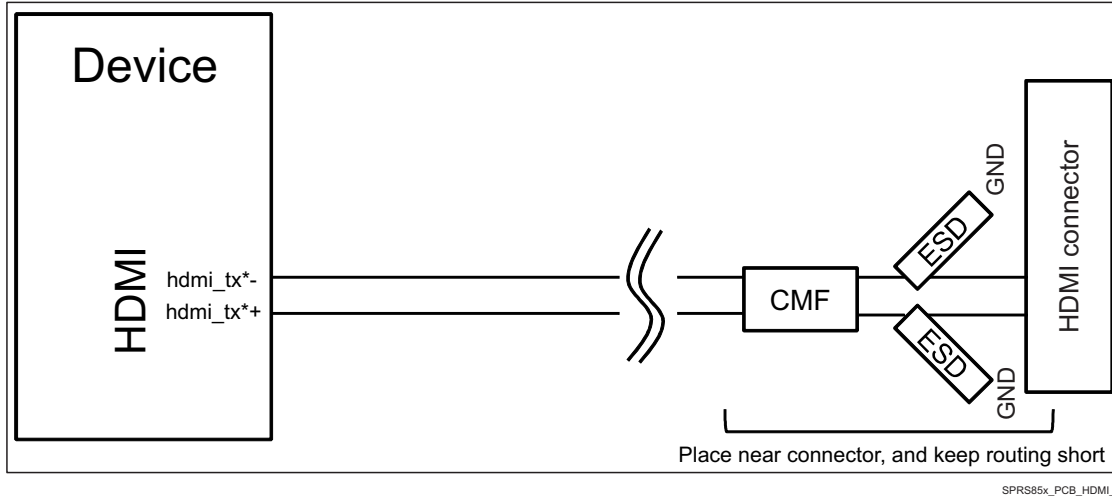 Device
HDMI
hdmi_tx*-
hdmi_tx*+
CMF
ESD
GND
ESD
GND
HDMI connector
Place near connector, and keep routing short
SPRS85x_PCB_HDMI_